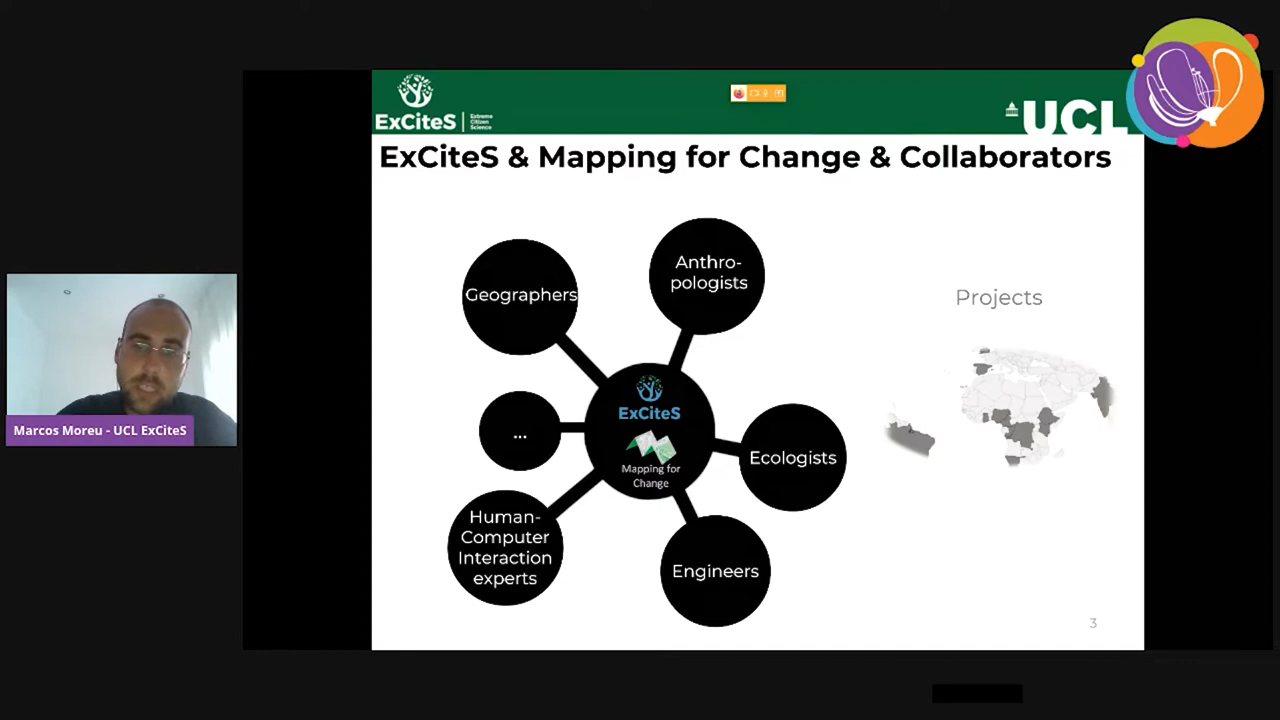 ExCiteS
Extreme
Citizen
Science
UCL
ExCiteS & Mapping for Change & Collaborators
Geographers
Anthro-
pologists
Projects
...
ExCiteS
Mapping for
Change
Ecologists
Human-
Computer
Interaction
experts
Engineers
3
Marcos Moreu - UCL ExCiteS